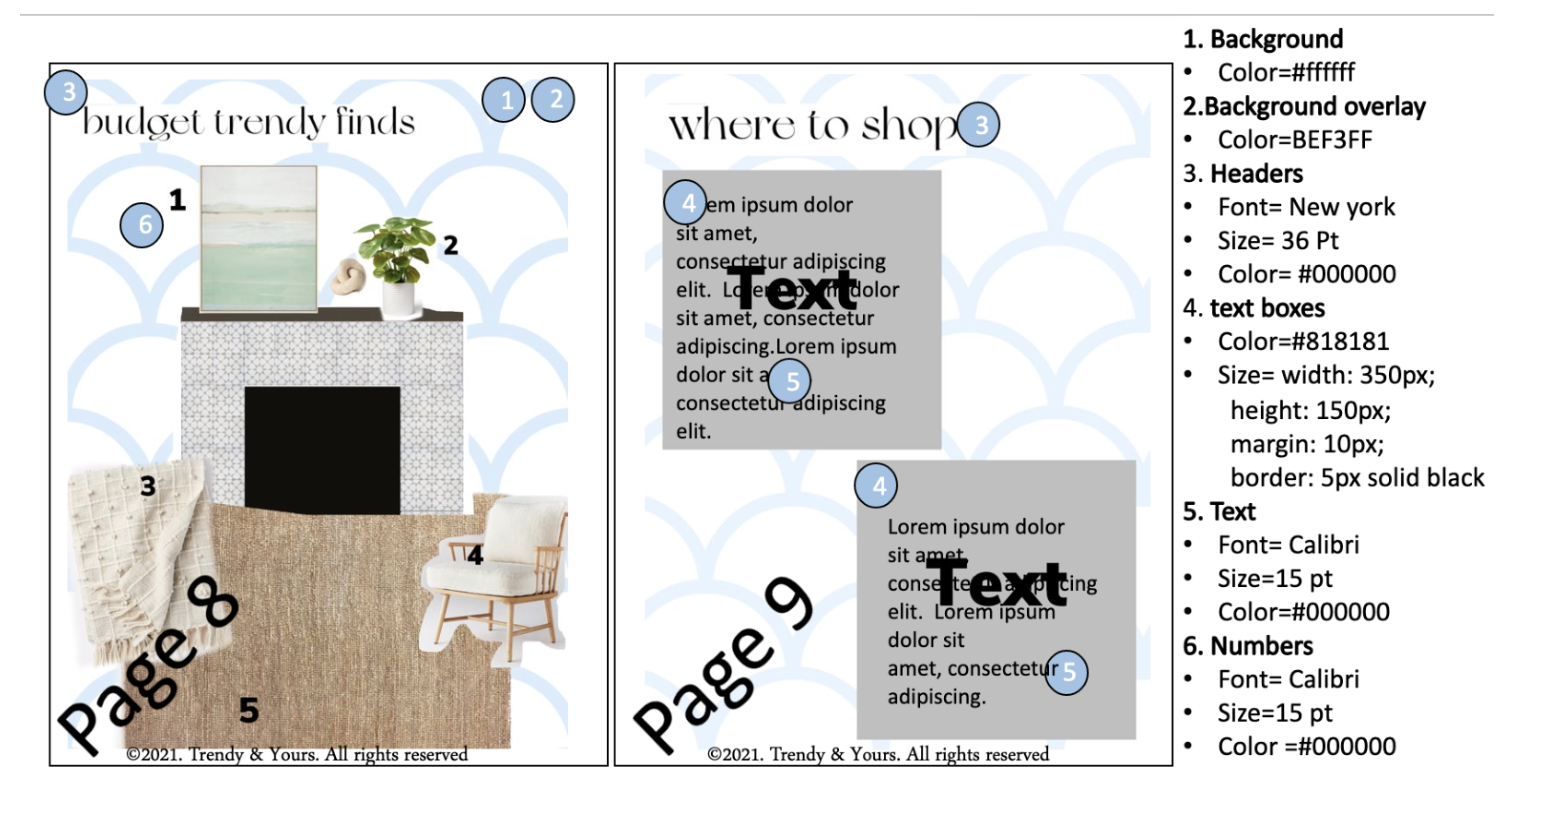 3
budget trendy finds
1
2
1
6
2
3
4
5
Page 8
©2021. Trendy & Yours. All rights reserved
where to shop
3
4
em ipsum dolor
sit amet,
consectetur adipiscing
elit. Lorem ipsum dolor
sit amet, consectetur
adipiscing.Lorem ipsum
dolor sit a
consectetur adipiscing
elit.
Text
5
4
Lorem ipsum dolor
sit amet,
consectetur adipiscing
elit. Lorem ipsum
dolor sit
amet, consectetur
adipiscing.
Text
5
Page 9
©2021. Trendy & Yours. All rights reserved
1. Background
• Color=#ffffff
2.Background overlay
• Color=BEF3FF
3. Headers
• Font= New york
• Size= 36 Pt
• Color= #000000
4. text boxes
• Color=#818181
• Size= width: 350px;
height: 150px;
margin: 10px;
border: 5px solid black
5. Text
• Font= Calibri
• Size=15 pt
• Color=#000000
6. Numbers
• Font= Calibri
• Size=15 pt
• Color =#000000